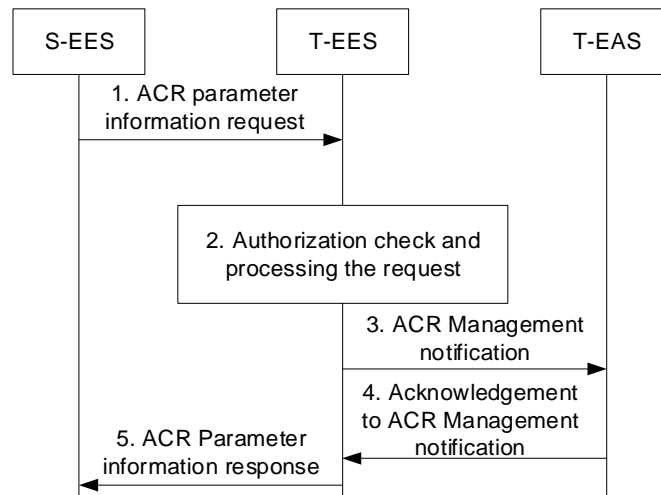 S-EES
T-EES
T-EAS
1. ACR parameter
information request
2. Authorization check and
processing the request
3. ACR Management
notification
4. Acknowledgement
to ACR Management
notification
5. ACR Parameter
information response